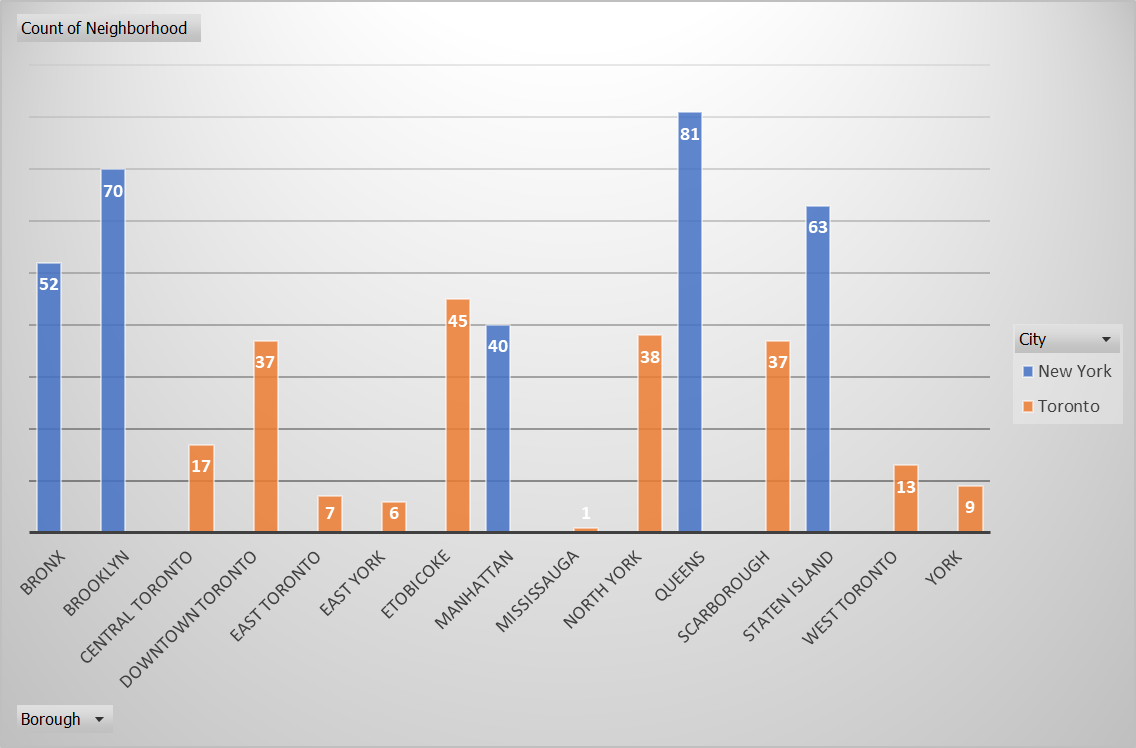 Count of Neighborhood
52
70
17
37
7
6
45
40
1
38
81
37
63
13
9
BRONX
BROOKLYN
CENTRAL TORONTO
DOWNTOWN TORONTO
EAST TORONTO
EAST YORK
ETOBICOKE
MANHATTAN
MISSISSAUGA
NORTH YORK
QUEENS
SCARBOROUGH
STATEN ISLAND
WEST TORONTO
YORK
City
New York
Toronto
Borough